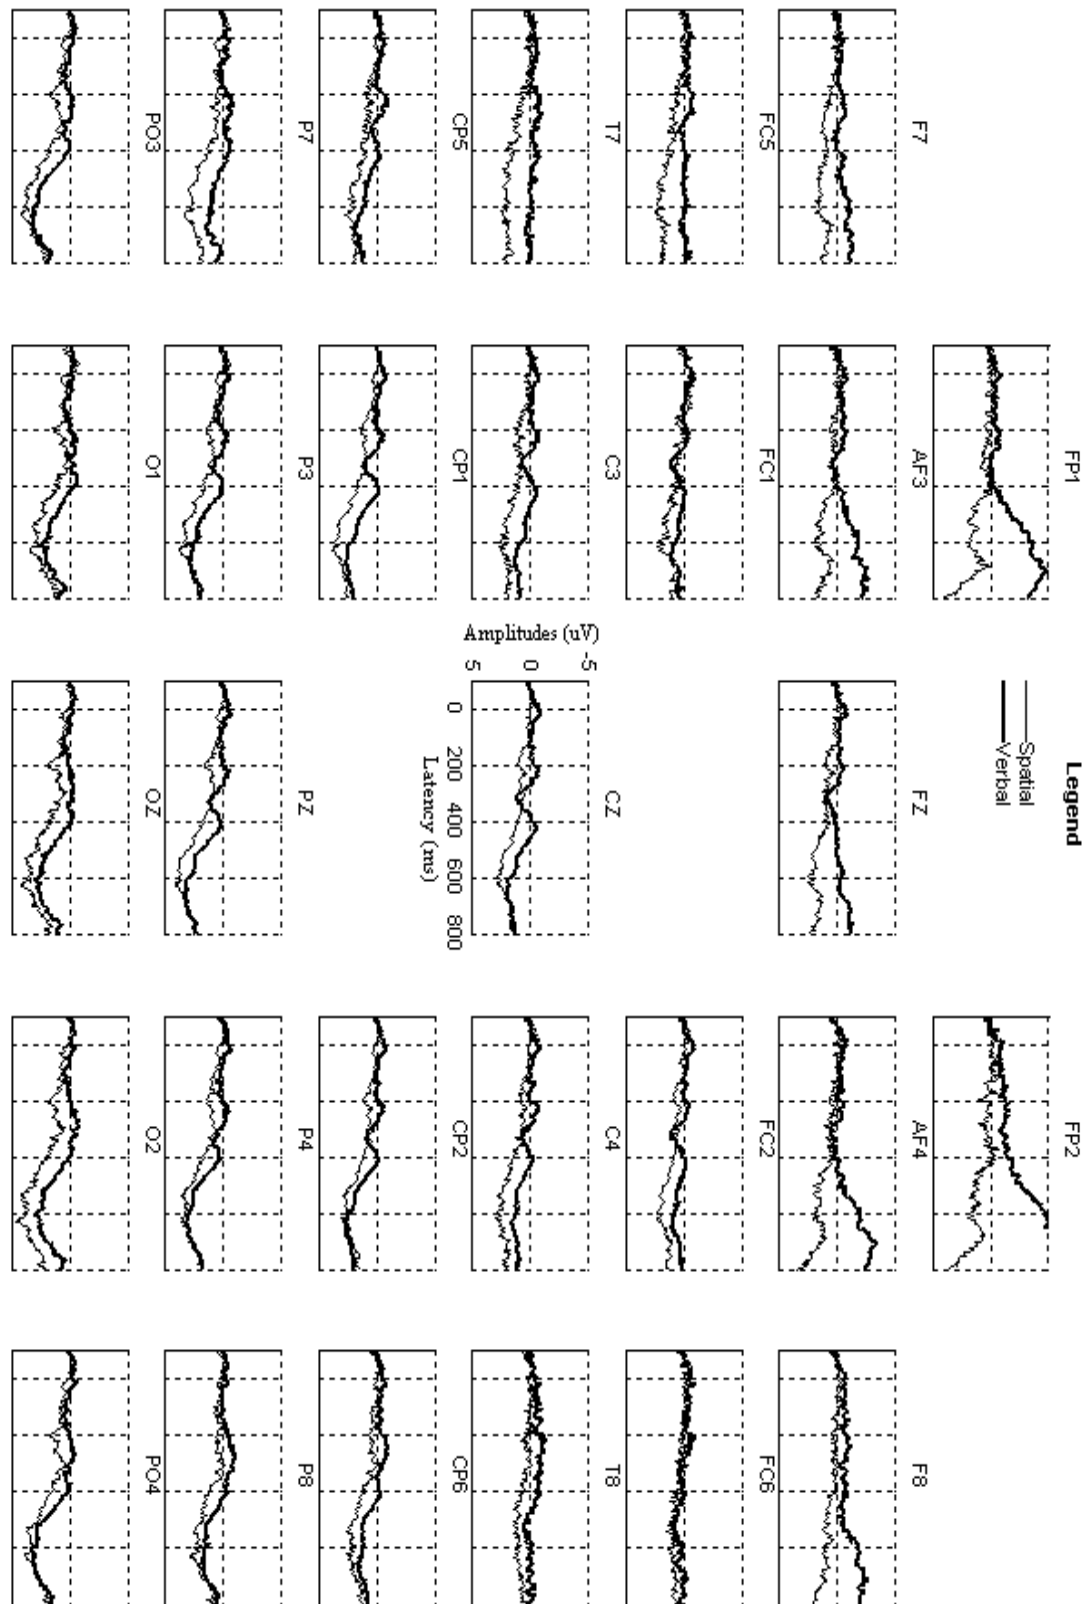 FP1
Legend
Spatial
Verbal
FP2
F7
AF3
FZ
AF4
F8
FC5
FC1
FC2
FC6
T7
C3
CZ
C4
T8
Amplitudes (uV)
-5
0
5
0 200 400 600 800
Latency (ms)
CP5
CP1
CP2
CP6
P7
P3
PZ
P4
P8
PO3
O1
OZ
O2
PO4